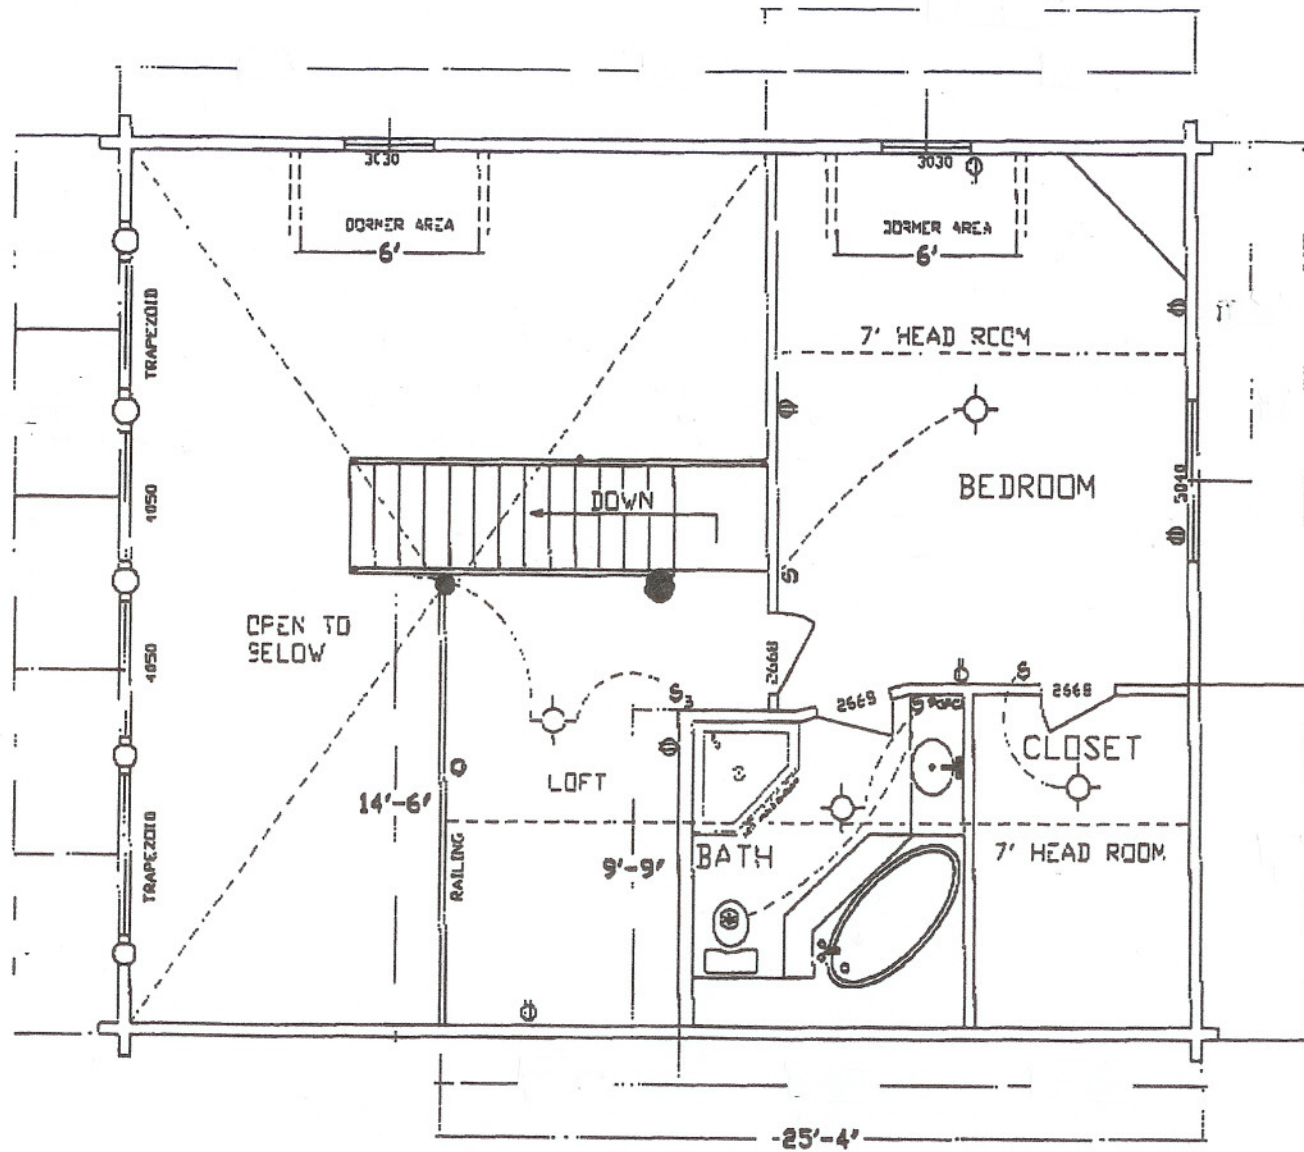 3030
3030
DORMER AREA
6'
DORMER AREA
6'
TRAPEZOID
7' HEAD ROOM
4050
DOWN
BEDROOM
5040
OPEN TO
BELOW
4050
2668
S
S
S3
2668
2668
S
CLOSET
LOFT
14'-6'
TRAPEZOID
RAILING
9'-9'
BATH
7' HEAD ROOM
25'-4'